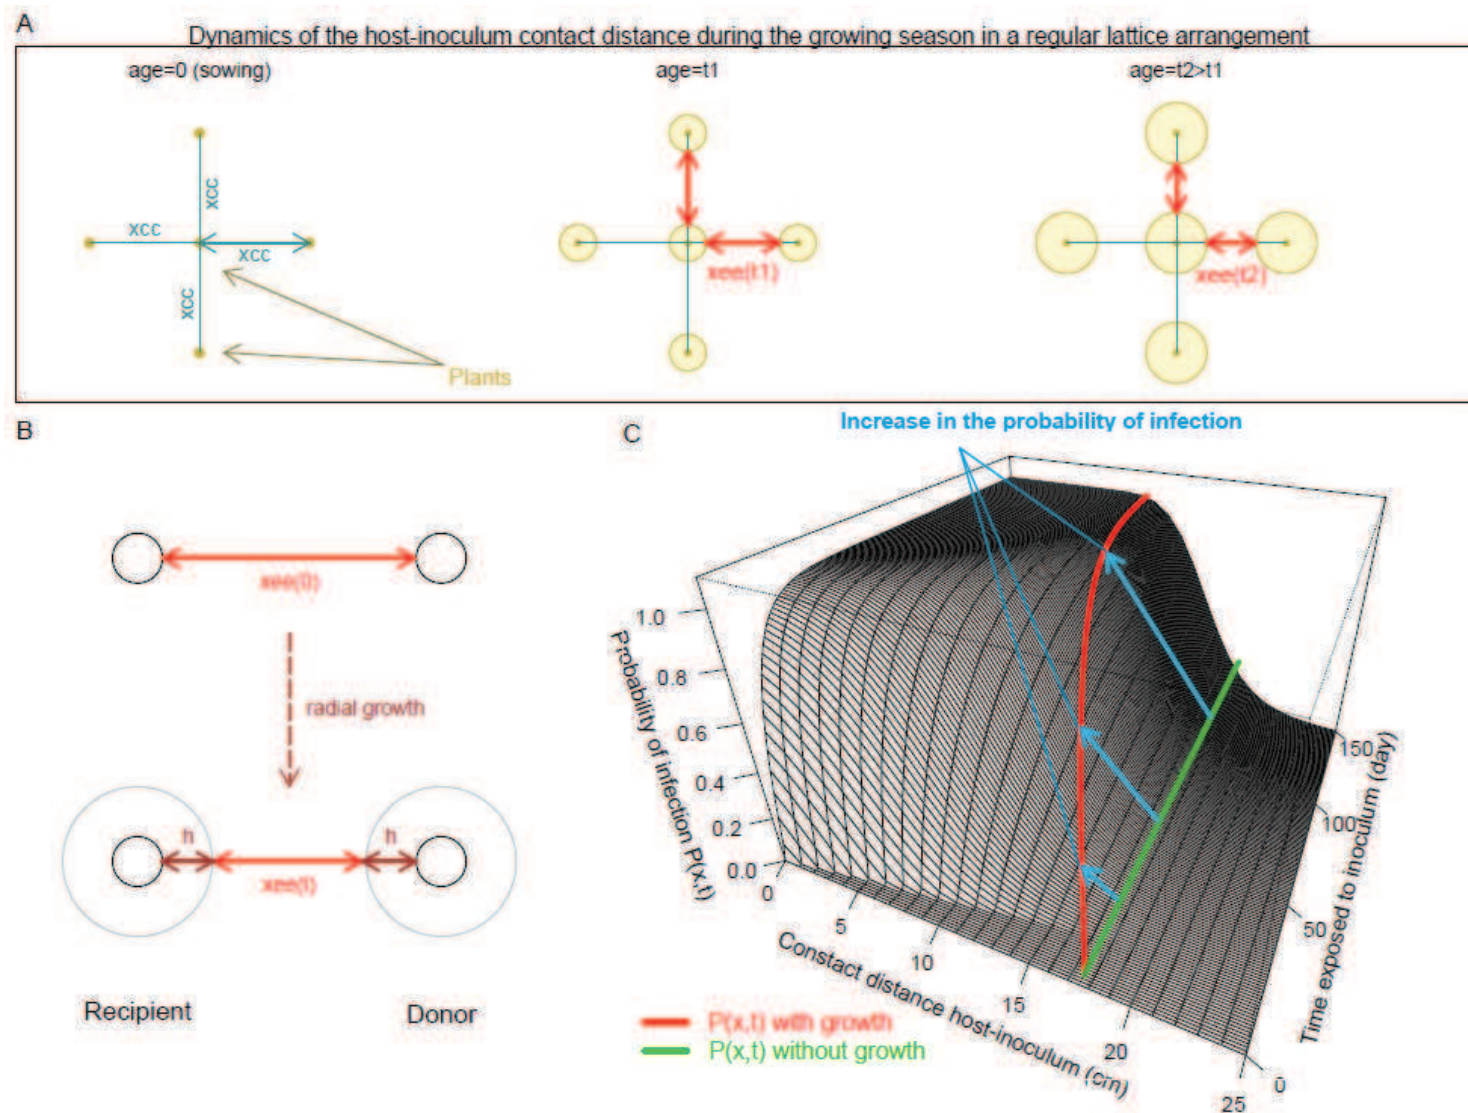 A
Dynamics of the host-inoculum contact distance during the growing season in a regular lattice arrangement
age=0 (sowing)
age=t1
age=t2>t1
xcc
xcc
xcc
xcc
xee(t1)
xee(t2)
Plants
B
C
Increase in the probability of infection
xee(0)
radial growth
h
h
xee(t)
Recipient
Donor
Probability of infection P(x,t)
1.0
0.8
0.6
0.4
0.2
0.0
0
5
10
15
20
25
Constact distance host-inoculum (cm)
0
50
100
150
Time exposed to inoculum (day)
P(x,t) with growth
P(x,t) without growth